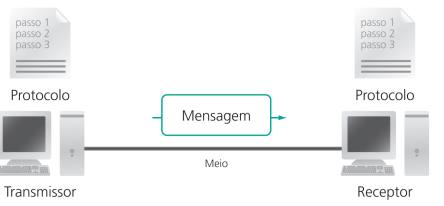 passo 1
passo 2
passo 3
Protocolo
passo 1
passo 2
passo 3
Protocolo
Mensagem
Meio
Transmissor
Receptor